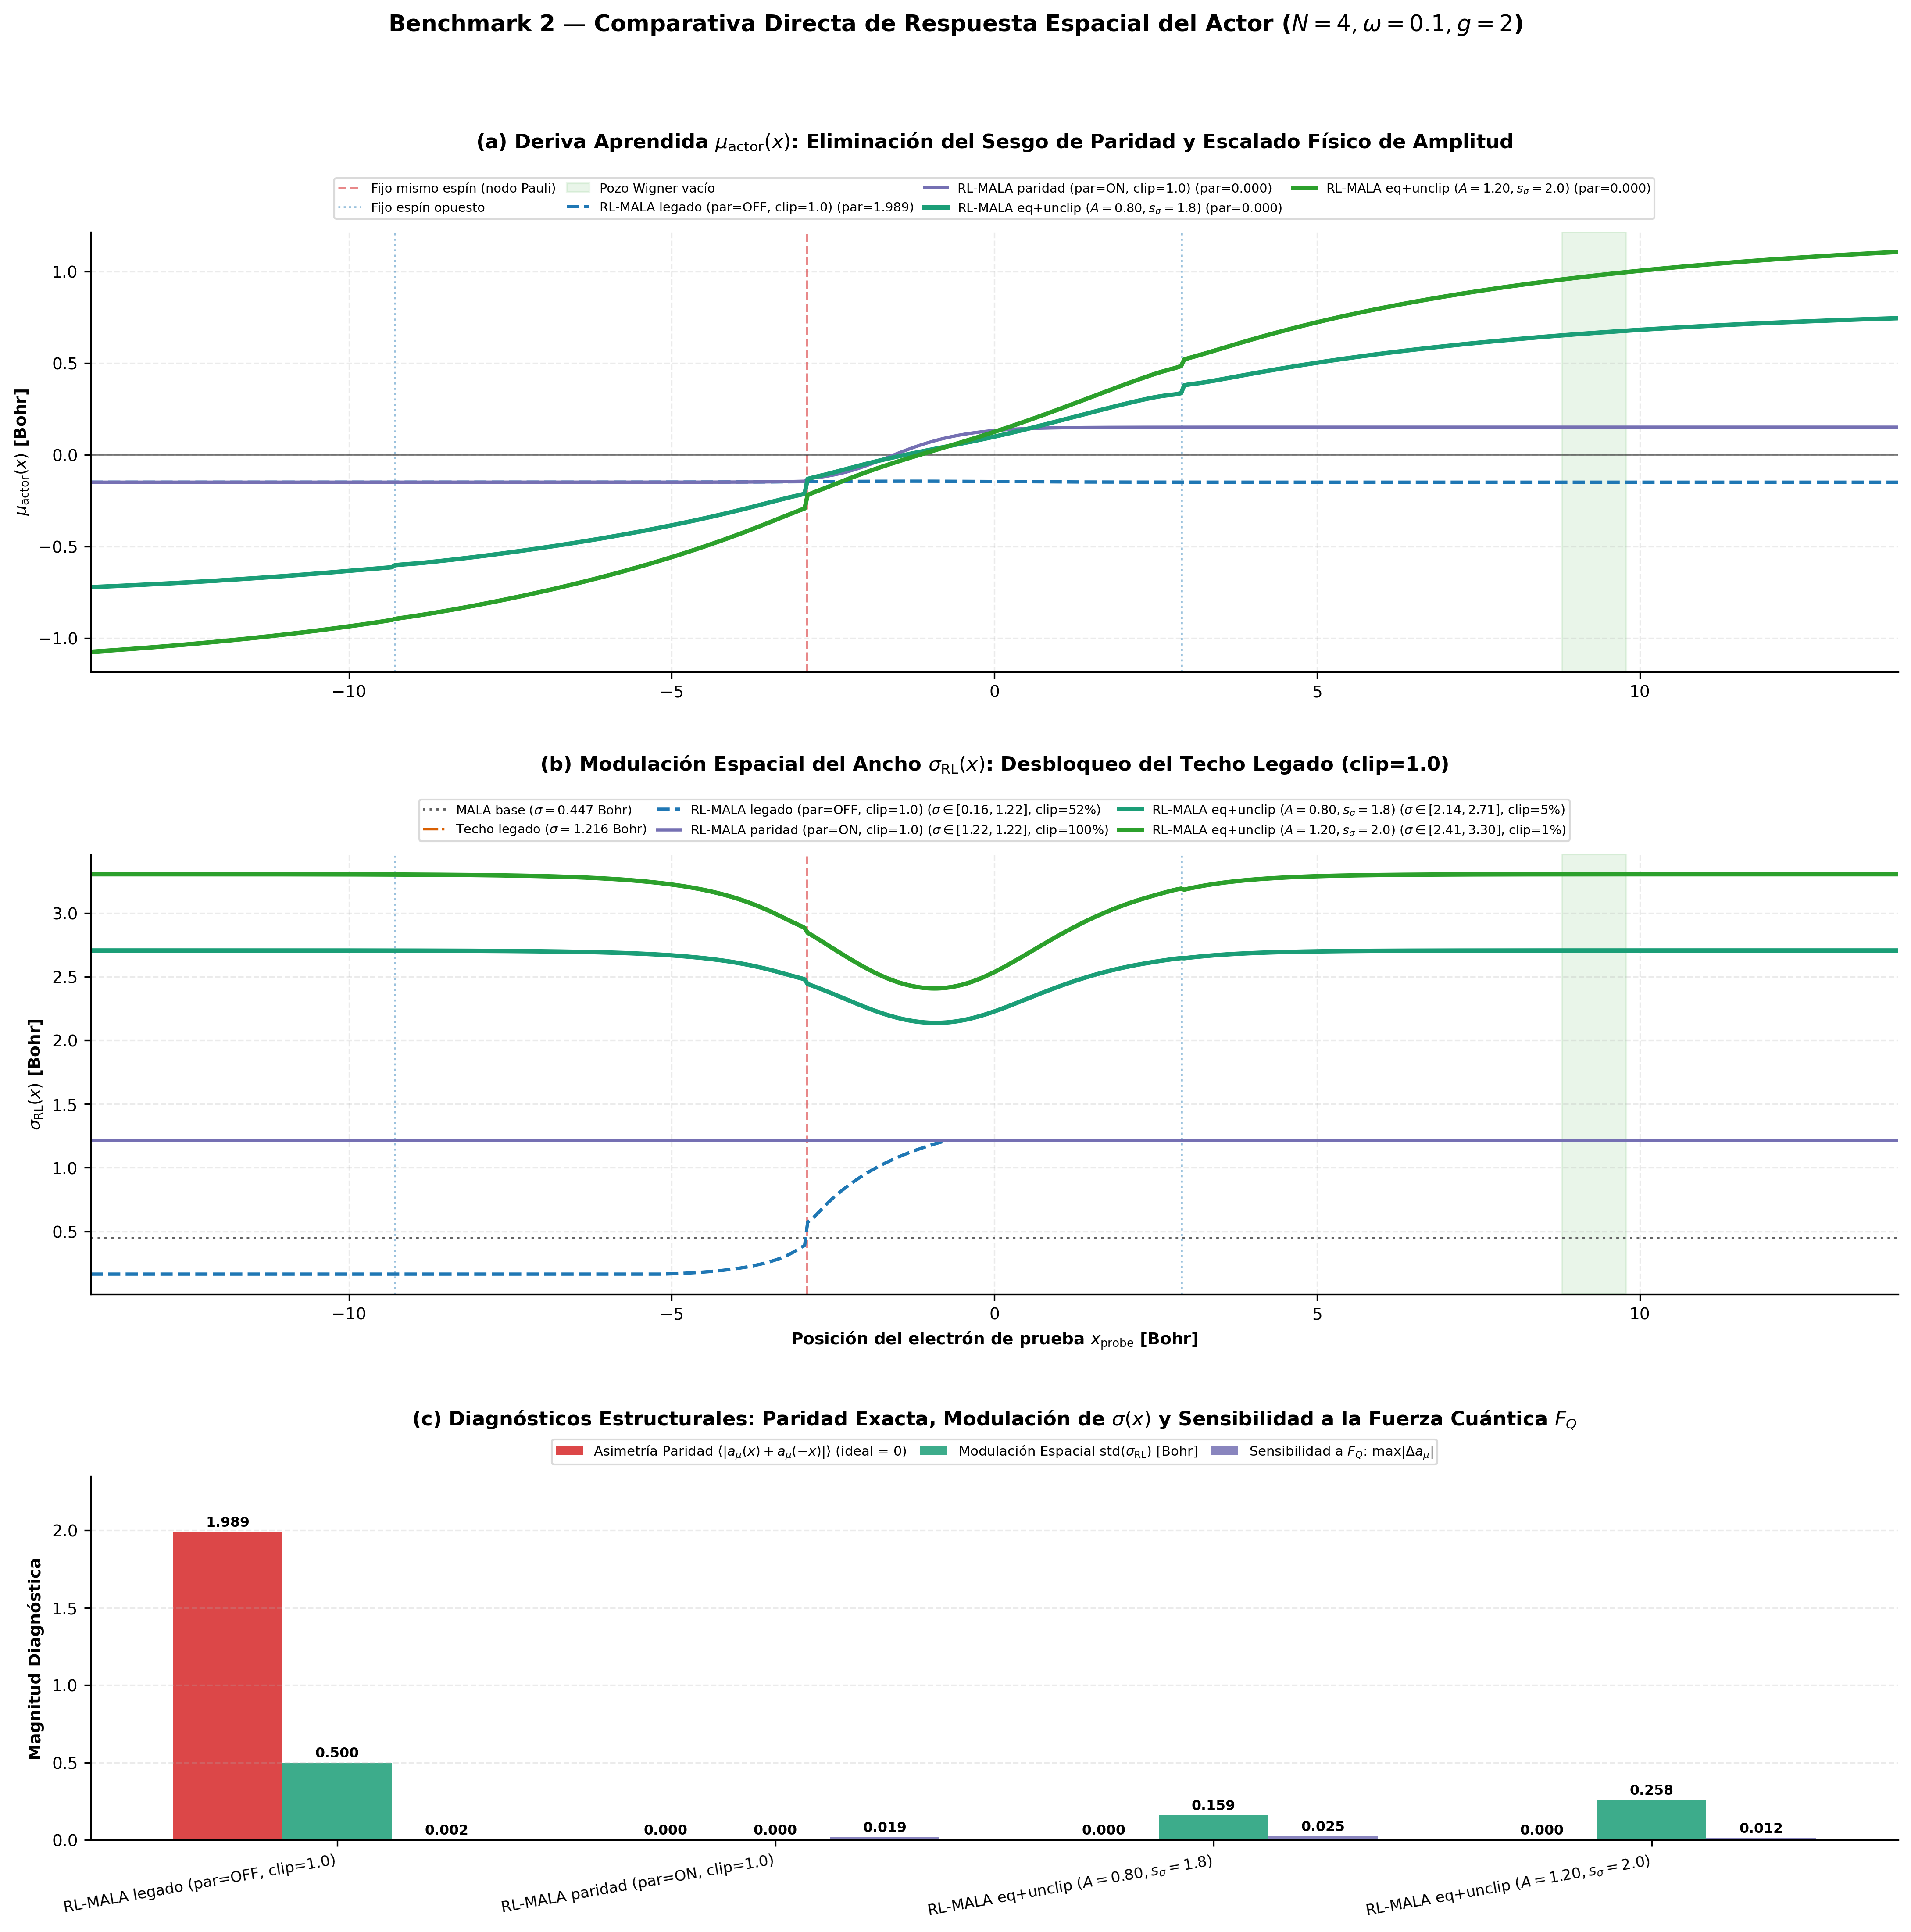 Benchmark 2 — Comparativa Directa de Respuesta Espacial del Actor (N = 4, ω = 0.1, g = 2)
(a) Deriva Aprendida μactor(x): Eliminación del Sesgo de Paridad y Escalado Físico de Amplitud
Fijo mismo espín (nodo Pauli)
Fijo espín opuesto
Pozo Wigner vacío
RL-MALA legado (par=OFF, clip=1.0) (par=1.989)
RL-MALA paridad (par=ON, clip=1.0) (par=0.000)
RL-MALA eq+unclip (A = 0.80, sσ = 1.8) (par=0.000)
RL-MALA eq+unclip (A = 1.20, sσ = 2.0) (par=0.000)
μactor(x) [Bohr]
1.0
0.5
0.0
−0.5
−1.0
−10
−5
0
5
10
(b) Modulación Espacial del Ancho σRL(x): Desbloqueo del Techo Legado (clip=1.0)
MALA base (σ = 0.447 Bohr)
Techo legado (σ = 1.216 Bohr)
RL-MALA legado (par=OFF, clip=1.0) (σ ∈ [0.16, 1.22], clip=52%)
RL-MALA paridad (par=ON, clip=1.0) (σ ∈ [1.22, 1.22], clip=100%)
RL-MALA eq+unclip (A = 0.80, sσ = 1.8) (σ ∈ [2.14, 2.71], clip=5%)
RL-MALA eq+unclip (A = 1.20, sσ = 2.0) (σ ∈ [2.41, 3.30], clip=1%)
σRL(x) [Bohr]
3.0
2.5
2.0
1.5
1.0
0.5
−10
−5
0
5
10
Posición del electrón de prueba xprobe [Bohr]
(c) Diagnósticos Estructurales: Paridad Exacta, Modulación de σ(x) y Sensibilidad a la Fuerza Cuántica FQ
Asimetría Paridad ⟨|aμ(x) + aμ(−x)|⟩ (ideal = 0)
Modulación Espacial std(σRL) [Bohr]
Sensibilidad a FQ: max|Δaμ|
Magnitud Diagnóstica
2.0
1.5
1.0
0.5
0.0
1.989
0.500
0.002
0.000
0.000
0.019
0.000
0.159
0.025
0.000
0.258
0.012
RL-MALA legado (par=OFF, clip=1.0)
RL-MALA paridad (par=ON, clip=1.0)
RL-MALA eq+unclip (A = 0.80, sσ = 1.8)
RL-MALA eq+unclip (A = 1.20, sσ = 2.0)